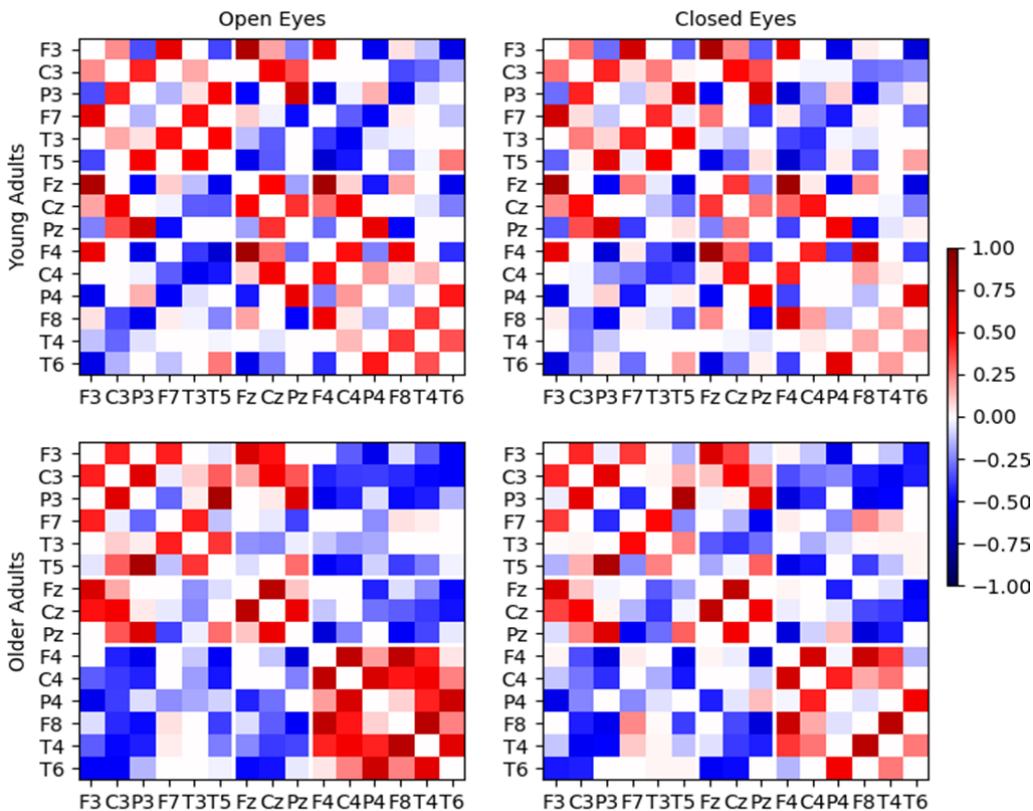 Open Eyes
Closed Eyes
Young Adults
F3
C3
P3
F7
T3
T5
Fz
Cz
Pz
F4
C4
P4
F8
T4
T6
F3 C3 P3 F7 T3 T5 Fz Cz Pz F4 C4 P4 F8 T4 T6
F3
C3
P3
F7
T3
T5
Fz
Cz
Pz
F4
C4
P4
F8
T4
T6
F3 C3 P3 F7 T3 T5 Fz Cz Pz F4 C4 P4 F8 T4 T6
Older Adults
F3
C3
P3
F7
T3
T5
Fz
Cz
Pz
F4
C4
P4
F8
T4
T6
F3 C3 P3 F7 T3 T5 Fz Cz Pz F4 C4 P4 F8 T4 T6
F3
C3
P3
F7
T3
T5
Fz
Cz
Pz
F4
C4
P4
F8
T4
T6
F3 C3 P3 F7 T3 T5 Fz Cz Pz F4 C4 P4 F8 T4 T6
1.00
0.75
0.50
0.25
0.00
−0.25
−0.50
−0.75
−1.00